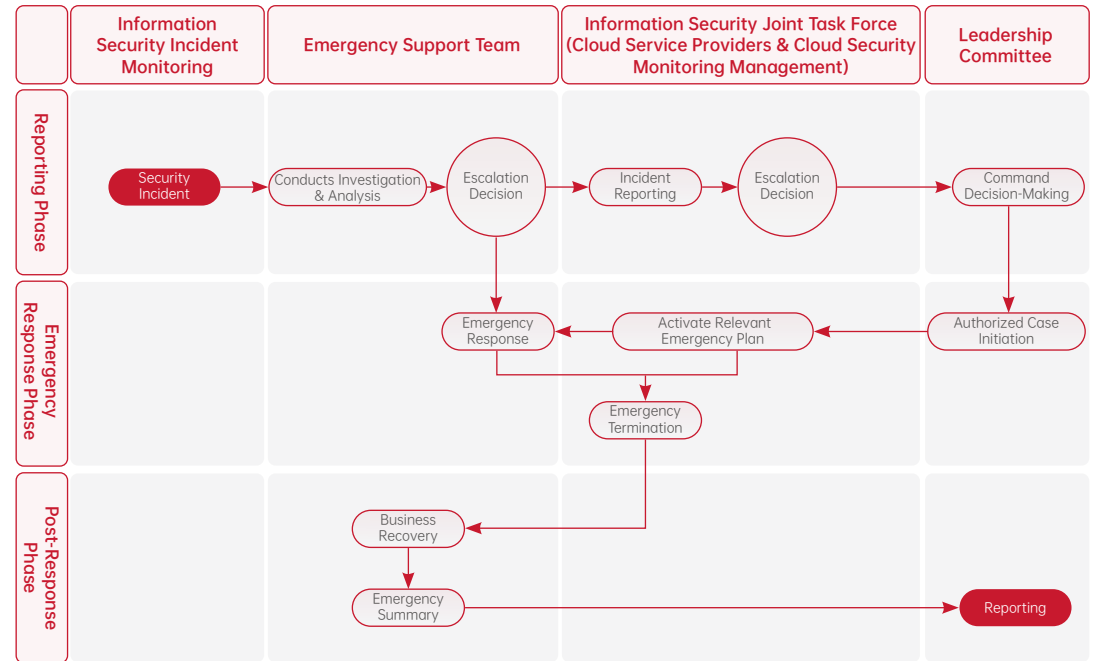 Information
Security Incident
Monitoring
Emergency Support Team
Information Security Joint Task Force
(Cloud Service Providers & Cloud Security
Monitoring Management)
Leadership
Committee
Reporting Phase
Security
Incident
Conducts Investigation
& Analysis
Escalation
Decision
Incident
Reporting
Escalation
Decision
Command
Decision-Making
Emergency
Response Phase
Emergency
Response
Activate Relevant
Emergency Plan
Authorized Case
Initiation
Emergency
Termination
Post-Response
Phase
Business
Recovery
Emergency
Summary
Reporting